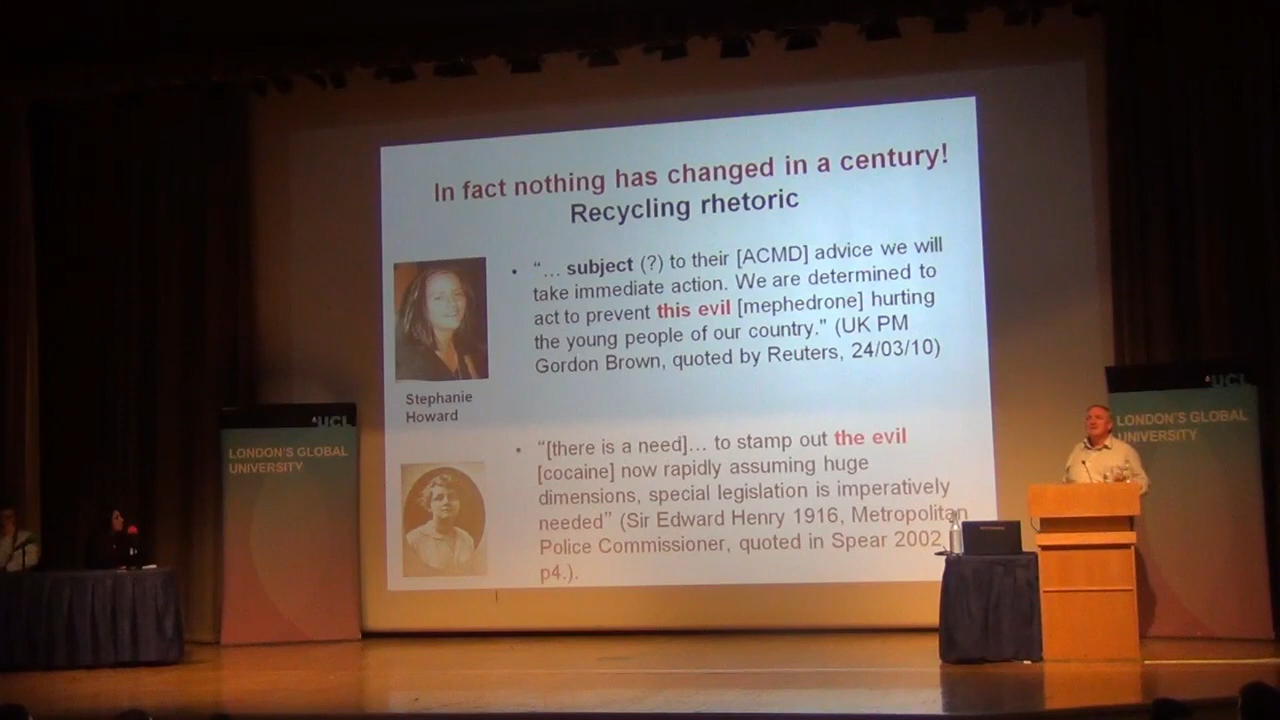 In fact nothing has changed in a century!
Recycling rhetoric
• “… subject (?) to their [ACMD] advice we will
take immediate action. We are determined to
act to prevent this evil [mephedrone] hurting
the young people of our country." (UK PM
Gordon Brown, quoted by Reuters, 24/03/10)
Stephanie
Howard
• “[there is a need]… to stamp out the evil
[cocaine] now rapidly assuming huge
dimensions, special legislation is imperatively
needed” (Sir Edward Henry 1916, Metropolitan
Police Commissioner, quoted in Spear 2002,
p4.).
UCL
LONDON'S GLOBAL
UNIVERSITY
UCL
LONDON'S GLOBAL
UNIVERSITY